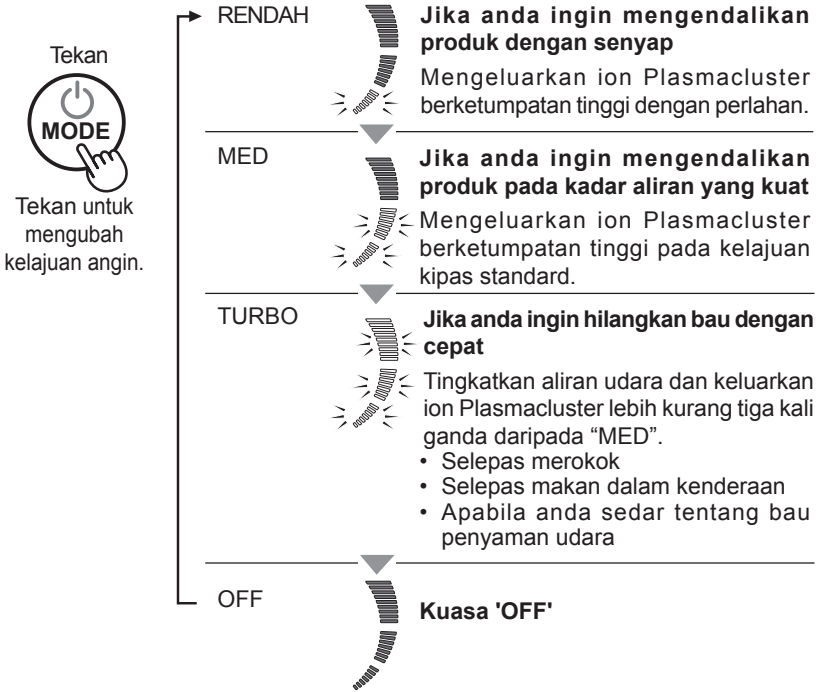 Tekan
MODE
Tekan untuk
mengubah
kelajuan angin.
RENDAH
Jika anda ingin mengendalikan
produk dengan senyap
Mengeluarkan ion Plasmacluster
berketumpatan tinggi dengan perlahan.
MED
Jika anda ingin mengendalikan
produk pada kadar aliran yang kuat
Mengeluarkan ion Plasmacluster
berketumpatan tinggi pada kelajuan
kipas standard.
TURBO
Jika anda ingin hilangkan bau dengan
cepat
Tingkatkan aliran udara dan keluarkan
ion Plasmacluster lebih kurang tiga kali
ganda daripada “MED”.
• Selepas merokok
• Selepas makan dalam kenderaan
• Apabila anda sedar tentang bau
penyaman udara
OFF
Kuasa 'OFF'